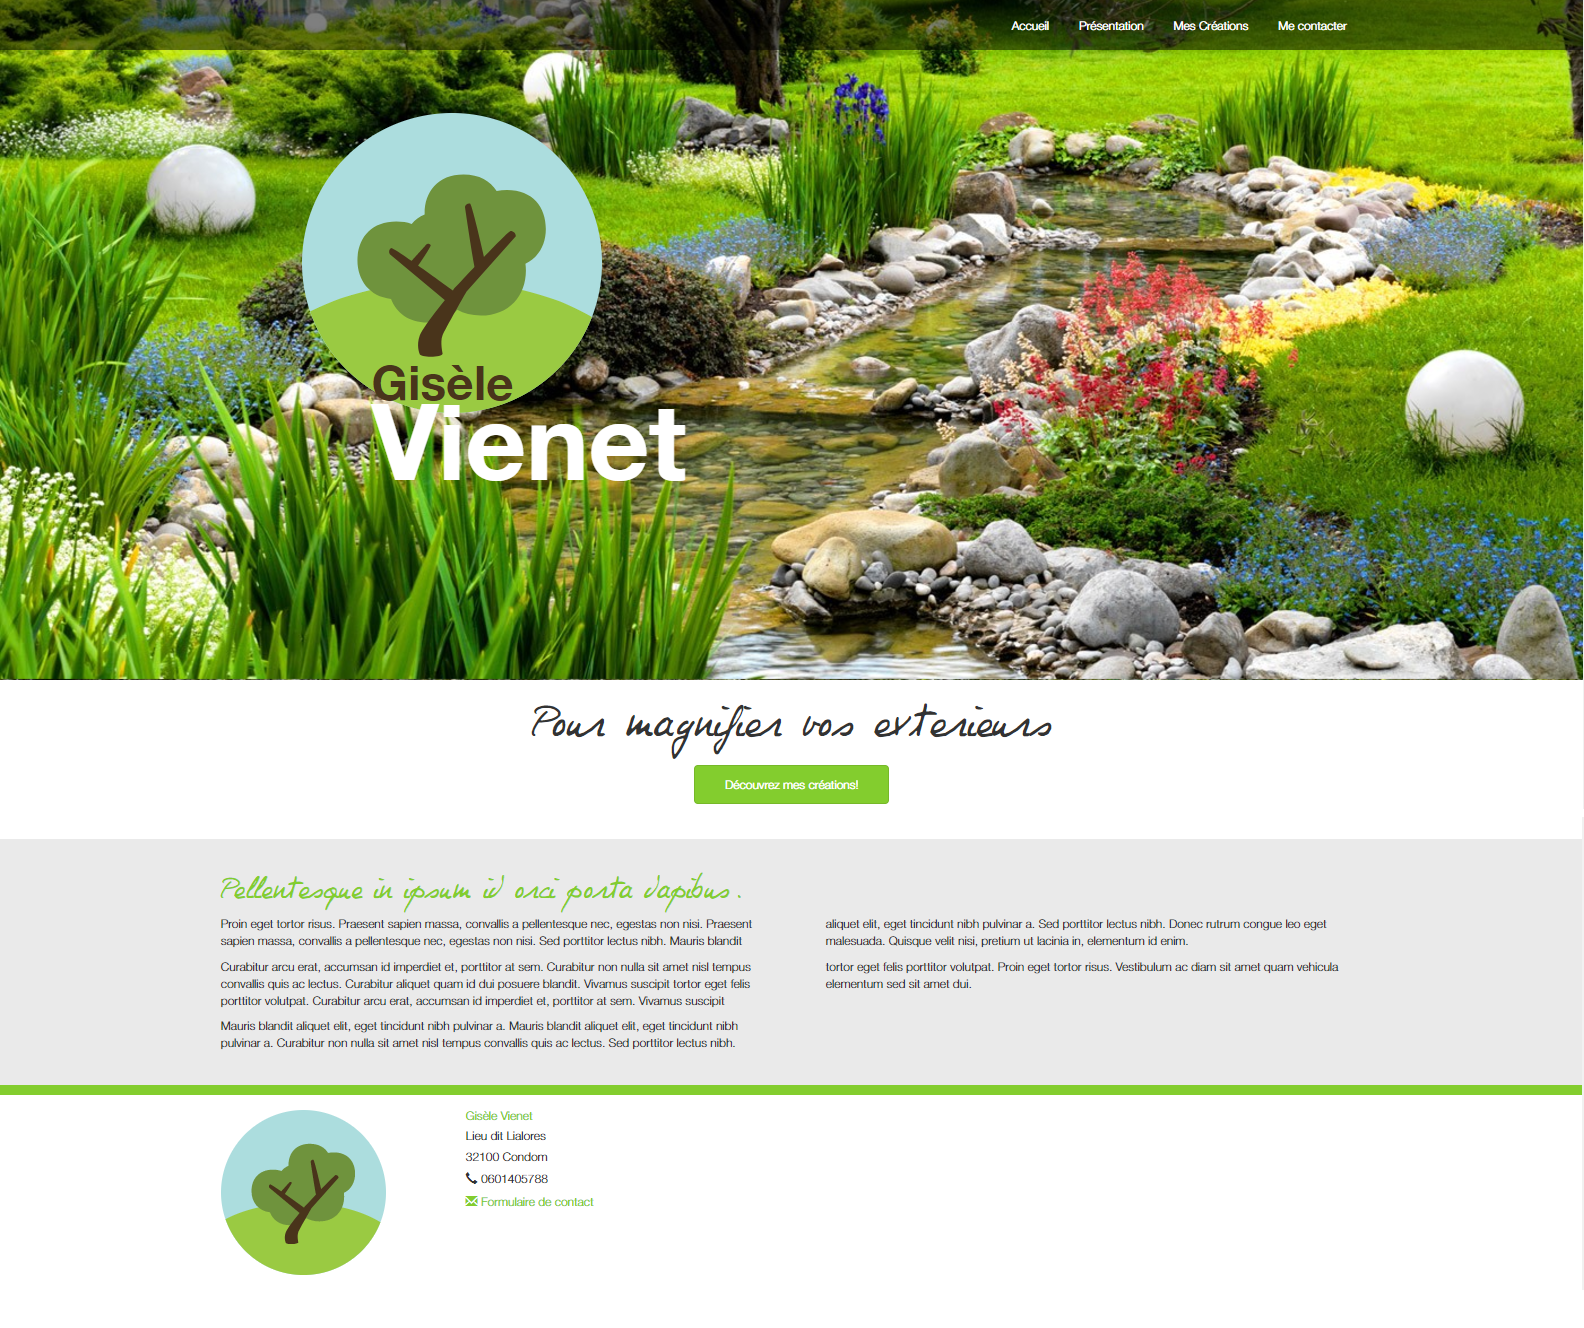 Accueil Présentation Mes Créations Me contacter
Gisèle
Vienet
Pour magnifier vos exterieurs
Découvrez mes créations!
Pellentesque in ipsum id orci porta dapibus.
Proin eget tortor risus. Praesent sapien massa, convallis a pellentesque nec, egestas non nisi. Praesent
sapien massa, convallis a pellentesque nec, egestas non nisi. Sed porttitor lectus nibh. Mauris blandit
Curabitur arcu erat, accumsan id imperdiet et, porttitor at sem. Curabitur non nulla sit amet nisl tempus
convallis quis ac lectus. Curabitur aliquet quam id dui posuere blandit. Vivamus suscipit tortor eget felis
porttitor volutpat. Curabitur arcu erat, accumsan id imperdiet et, porttitor at sem. Vivamus suscipit
Mauris blandit aliquet elit, eget tincidunt nibh pulvinar a. Mauris blandit aliquet elit, eget tincidunt nibh
pulvinar a. Curabitur non nulla sit amet nisl tempus convallis quis ac lectus. Sed porttitor lectus nibh.
aliquet elit, eget tincidunt nibh pulvinar a. Sed porttitor lectus nibh. Donec rutrum congue leo eget
malesuada. Quisque velit nisi, pretium ut lacinia in, elementum id enim.
tortor eget felis porttitor volutpat. Proin eget tortor risus. Vestibulum ac diam sit amet quam vehicula
elementum sed sit amet dui.
Gisèle Vienet
Lieu dit Lialores
32100 Condom
0601405788
Formulaire de contact